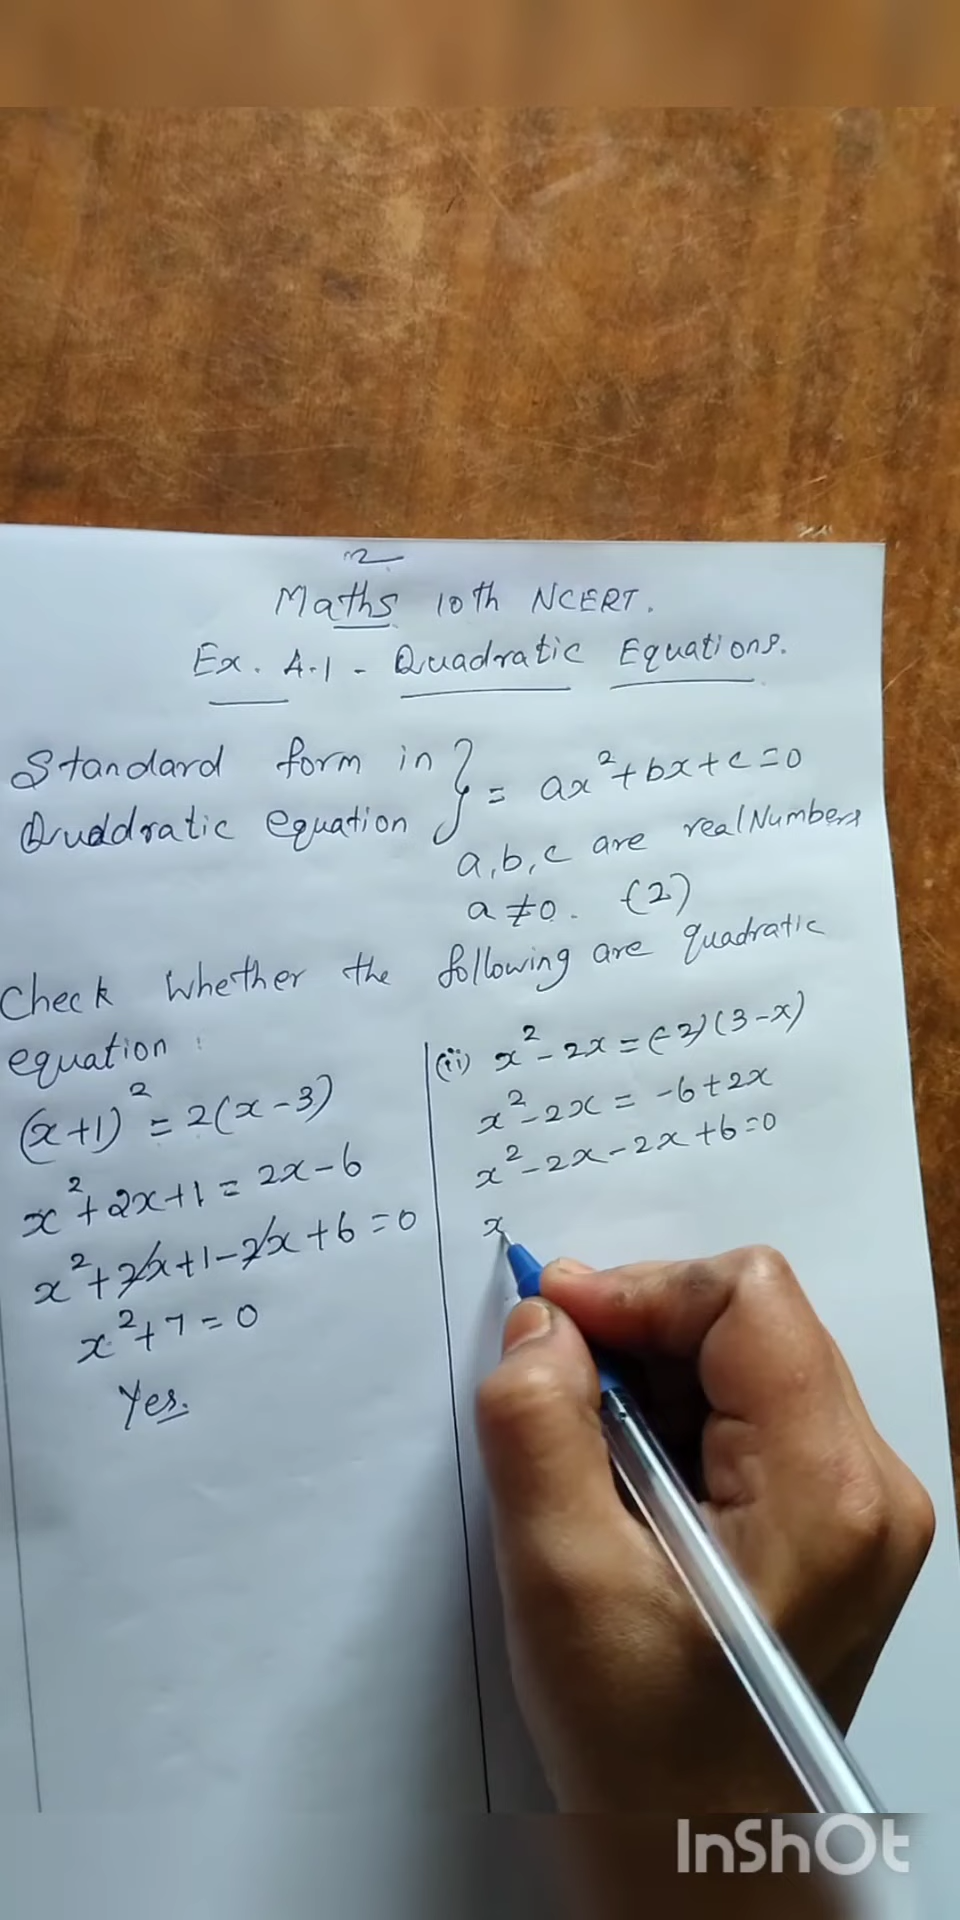 Maths 10th NCERT.
Ex. 4.1 - Quadratic Equations.
Standard form in } = ax²+bx+c=0
Quddratic equation
a,b,c are real Numbers
a≠0. (2)
Check whether the following are quadratic
equation :
(x+1)² = 2(x-3)
x²+2x+1 = 2x-6
x²+2x+1-2x+6=0
x²+7=0
Yes.
(ii) x²-2x=(-2)(3-x)
x²-2x = -6+2x
x²-2x-2x+6=0
x
InShOt